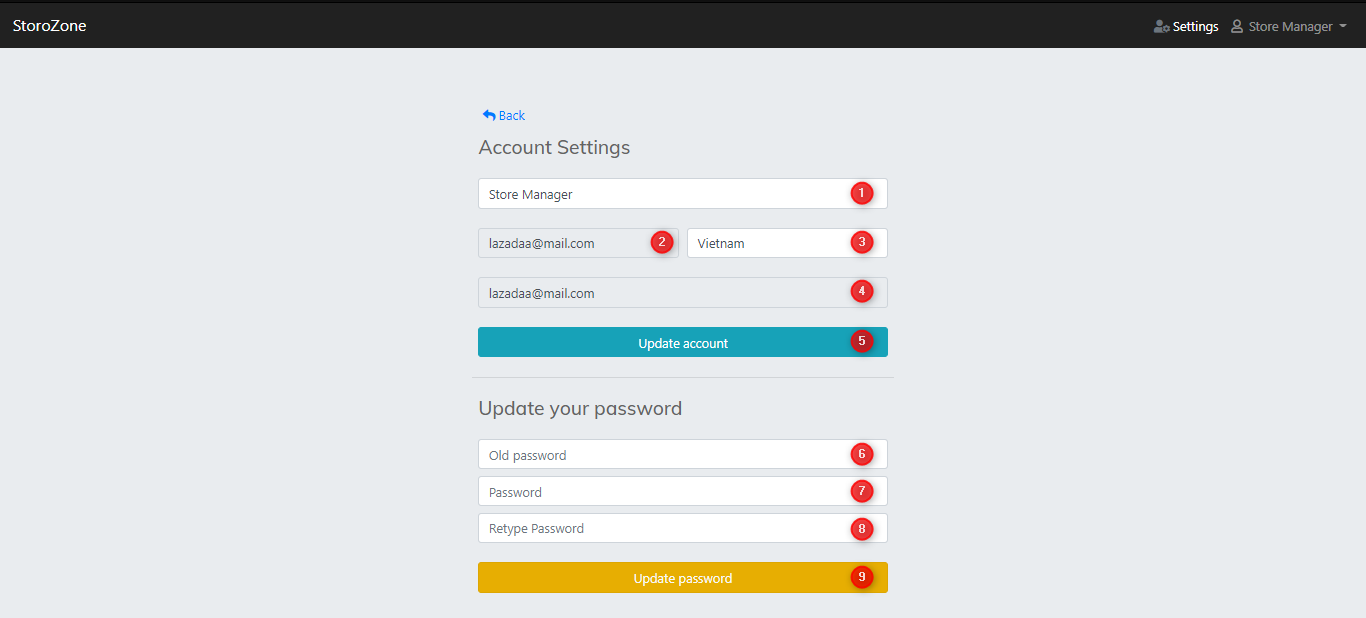 StoroZone Settings Store Manager
Back
Account Settings
Store Manager 1
lazadaa@mail.com 2 Vietnam 3
lazadaa@mail.com 4
Update account 5
Update your password
Old password 6
Password 7
Retype Password 8
Update password 9